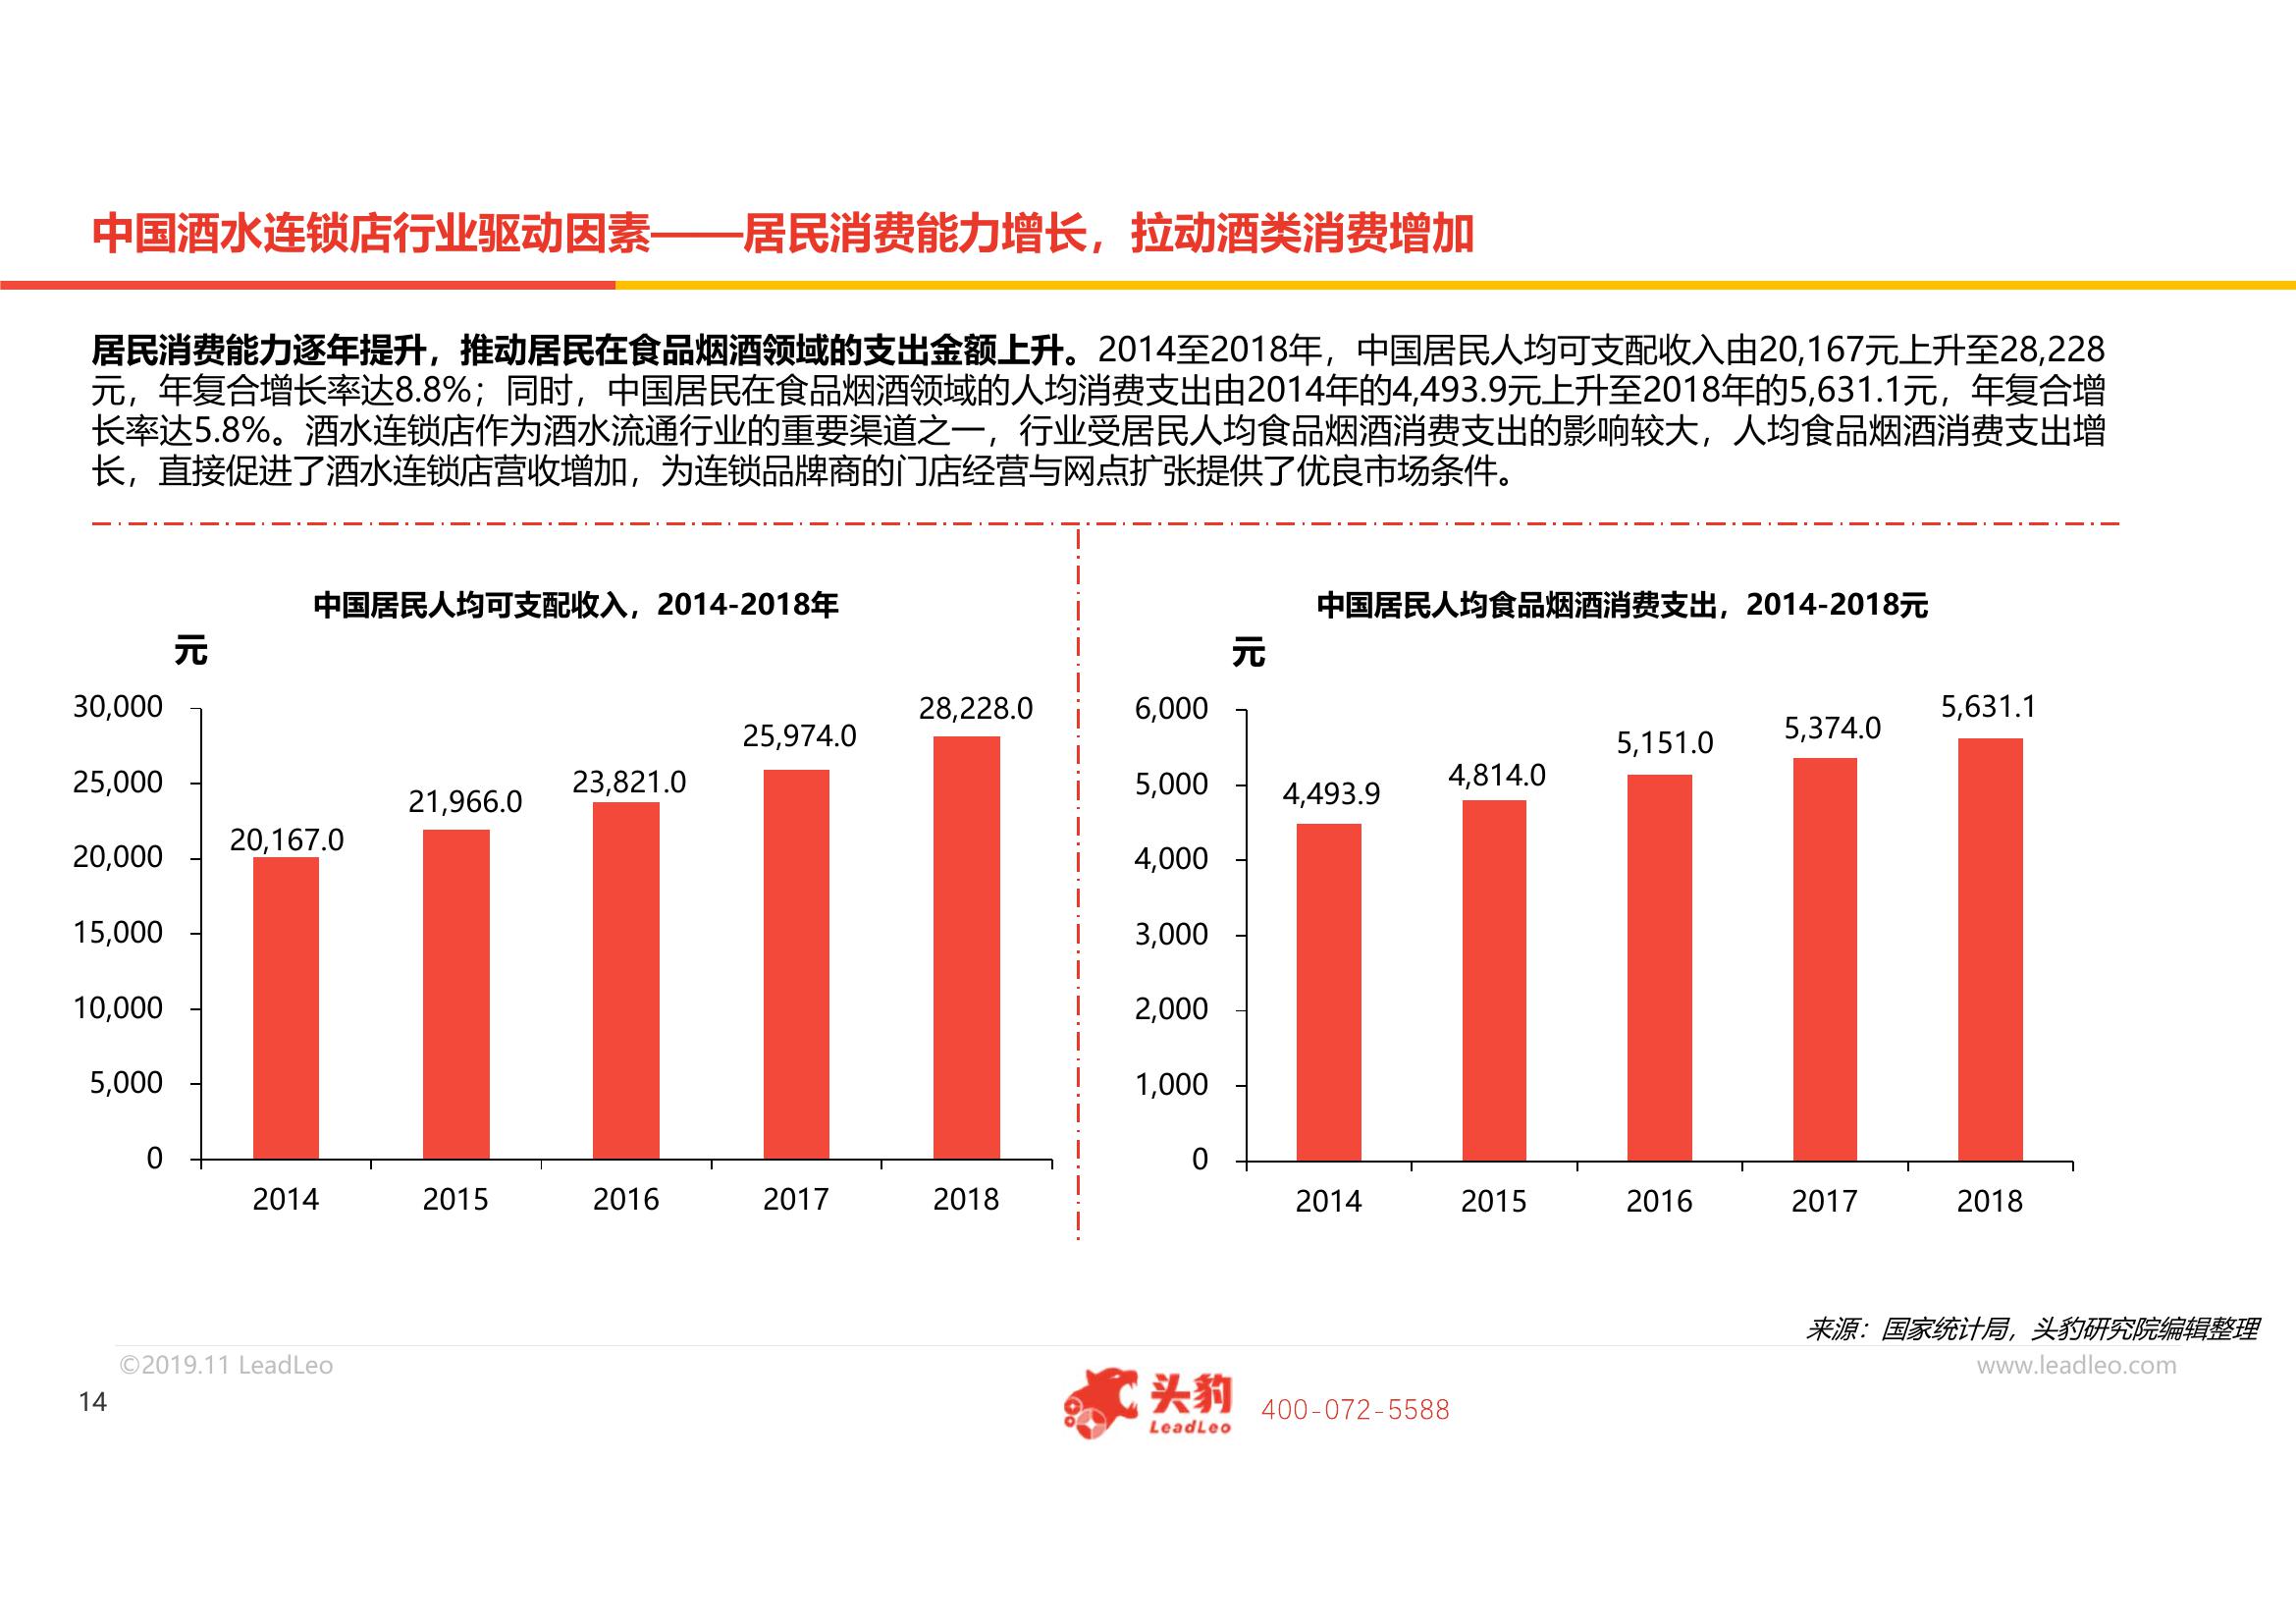 中国酒水连锁店行业驱动因素——居民消费能力增长，拉动酒类消费增加
居民消费能力逐年提升，推动居民在食品烟酒领域的支出金额上升。2014至2018年，中国居民人均可支配收入由20,167元上升至28,228
元，年复合增长率达8.8%；同时，中国居民在食品烟酒领域的人均消费支出由2014年的4,493.9元上升至2018年的5,631.1元，年复合增
长率达5.8%。酒水连锁店作为酒水流通行业的重要渠道之一，行业受居民人均食品烟酒消费支出的影响较大，人均食品烟酒消费支出增
长，直接促进了酒水连锁店营收增加，为连锁品牌商的门店经营与网点扩张提供了优良市场条件。
中国居民人均可支配收入，2014-2018年
元
30,000
25,000
20,000
15,000
10,000
5,000
0
20,167.0
21,966.0
23,821.0
25,974.0
28,228.0
2014
2015
2016
2017
2018
中国居民人均食品烟酒消费支出，2014-2018元
元
6,000
5,000
4,000
3,000
2,000
1,000
0
4,493.9
4,814.0
5,151.0
5,374.0
5,631.1
2014
2015
2016
2017
2018
来源：国家统计局，头豹研究院编辑整理
©2019.11 LeadLeo
www.leadleo.com
14
头豹
LeadLeo
400-072-5588